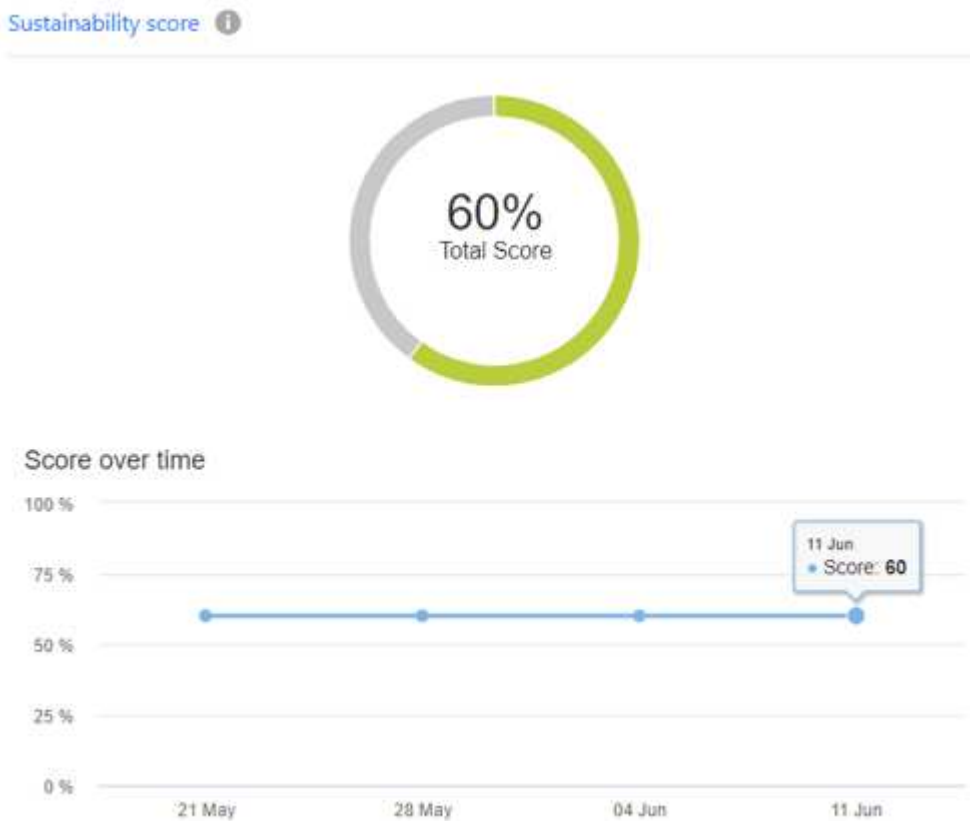 Sustainability score
60%
Total Score
Score over time
100 %
75 %
50 %
25 %
0 %
11 Jun
Score: 60
21 May
28 May
04 Jun
11 Jun